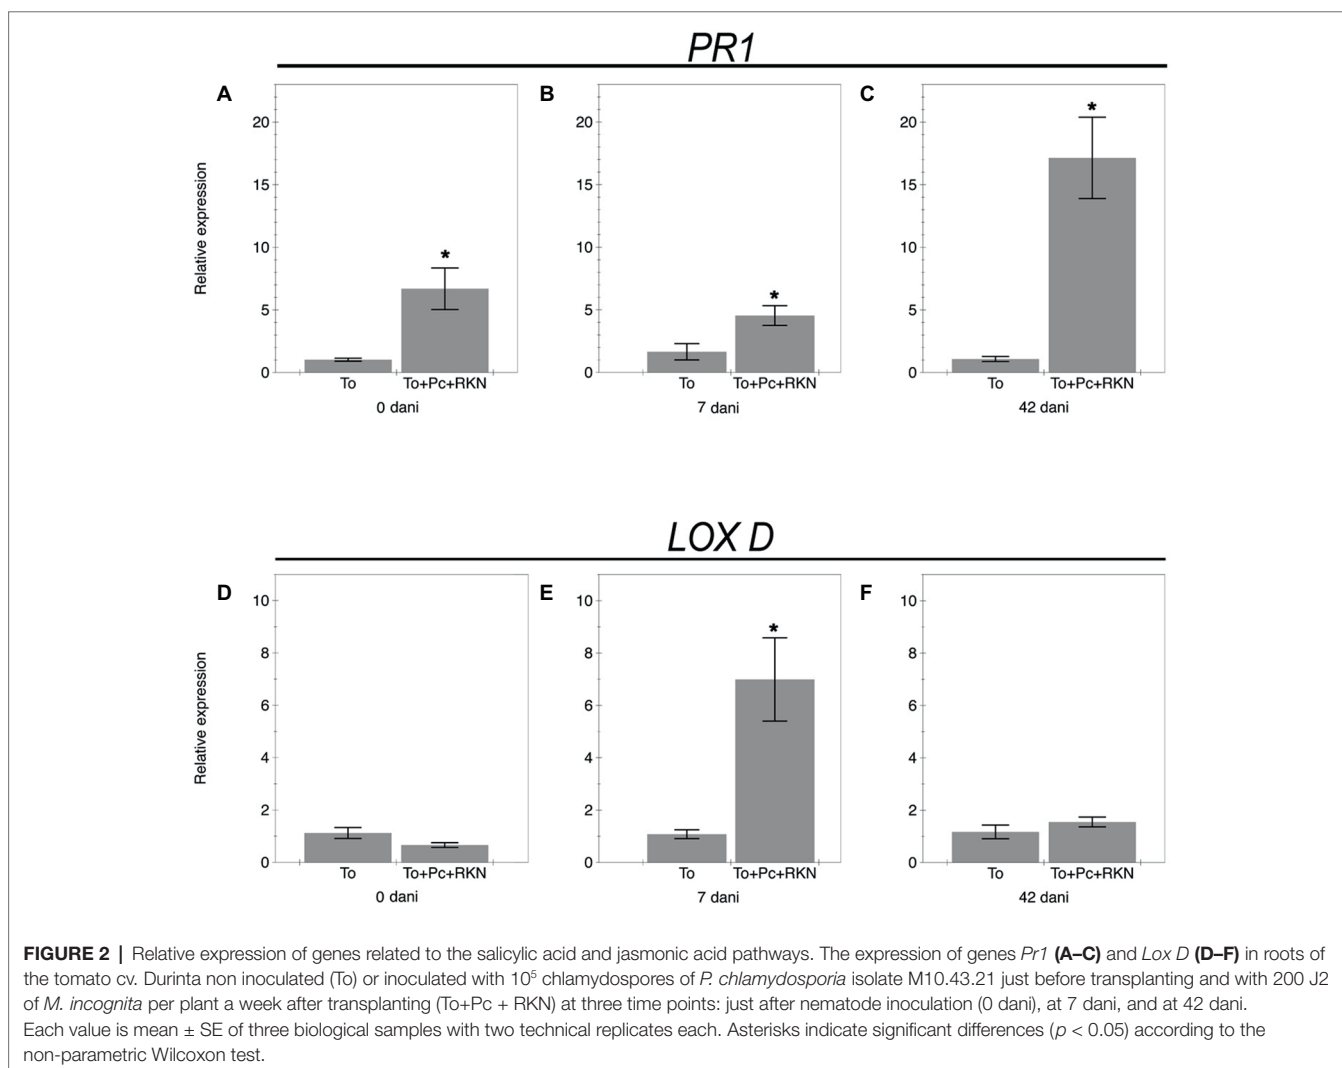 PR1
A
B
C
Relative expression
20
15
10
5
0
*
To
To+Pc+RKN
0 dani
20
15
10
5
0
*
To
To+Pc+RKN
7 dani
20
15
10
5
0
*
To
To+Pc+RKN
42 dani
LOX D
D
E
F
Relative expression
10
8
6
4
2
0
To
To+Pc+RKN
0 dani
10
8
6
4
2
0
*
To
To+Pc+RKN
7 dani
10
8
6
4
2
0
To
To+Pc+RKN
42 dani
FIGURE 2 | Relative expression of genes related to the salicylic acid and jasmonic acid pathways. The expression of genes Pr1 (A–C) and Lox D (D–F) in roots of
the tomato cv. Durinta non inoculated (To) or inoculated with 10⁵ chlamydospores of P. chlamydosporia isolate M10.43.21 just before transplanting and with 200 J2
of M. incognita per plant a week after transplanting (To+Pc + RKN) at three time points: just after nematode inoculation (0 dani), at 7 dani, and at 42 dani.
Each value is mean ± SE of three biological samples with two technical replicates each. Asterisks indicate significant differences (p < 0.05) according to the
non-parametric Wilcoxon test.